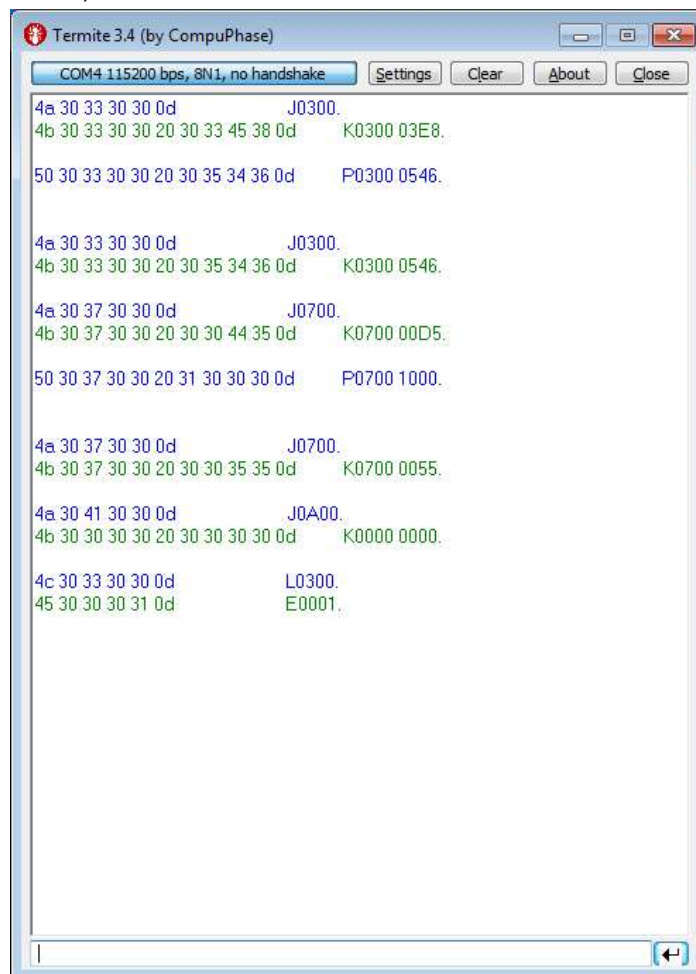 Termite 3.4 (by CompuPhase)
COM4 115200 bps, 8N1, no handshake Settings Clear About Close
4a 30 33 30 30 0d J0300.
4b 30 33 30 30 20 30 33 45 38 0d K0300 03E8.
50 30 33 30 30 20 30 35 34 36 0d P0300 0546.
4a 30 33 30 30 0d J0300.
4b 30 33 30 30 20 30 35 34 36 0d K0300 0546.
4a 30 37 30 30 0d J0700.
4b 30 37 30 30 20 30 30 44 35 0d K0700 00D5.
50 30 37 30 30 20 31 30 30 30 0d P0700 1000.
4a 30 37 30 30 0d J0700.
4b 30 37 30 30 20 30 30 35 35 0d K0700 0055.
4a 30 41 30 30 0d J0A00.
4b 30 30 30 30 20 30 30 30 30 0d K0000 0000.
4c 30 33 30 30 0d L0300.
45 30 30 30 31 0d E0001.